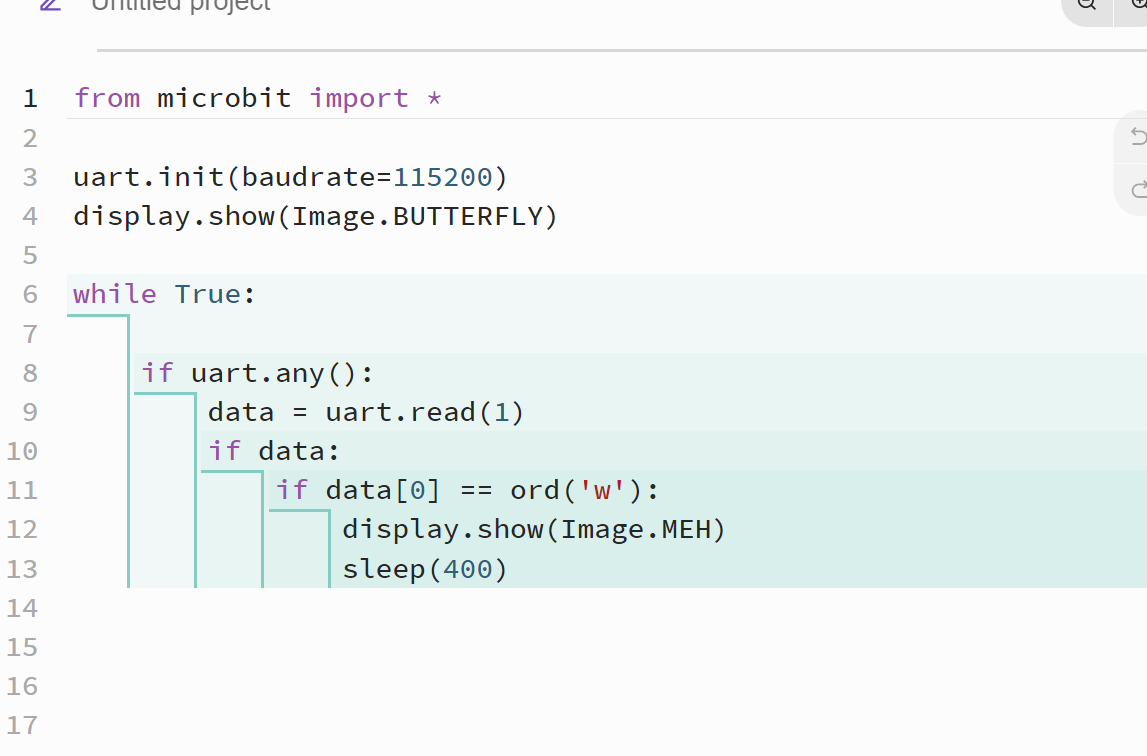 Untitled project
1 from microbit import *
2
3 uart.init(baudrate=115200)
4 display.show(Image.BUTTERFLY)
5
6 while True:
7
8     if uart.any():
9         data = uart.read(1)
10         if data:
11             if data[0] == ord('w'):
12                 display.show(Image.MEH)
13                 sleep(400)
14
15
16
17